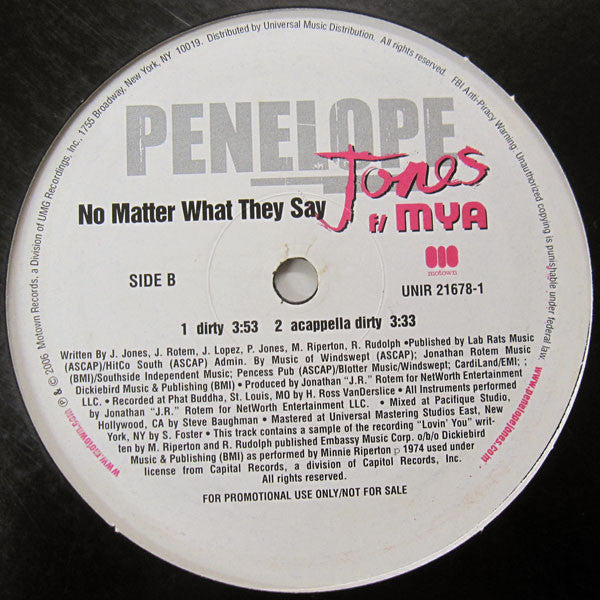 1755 Broadway, New York, NY 10019. Distributed by Universal Music Distribution. All rights reserved. FBI Anti-Piracy Warning: Unauthorized copying is punishable under federal law.
℗ & © 2006 Motown Records, a Division of UMG Recordings, Inc.,
PENELOPE
Jones
No Matter What They Say
f/ MYA
motown
SIDE B
UNIR 21678-1
1 dirty 3:53 2 acappella dirty 3:33
Written By J. Jones, J. Rotem, J. Lopez, P. Jones, M. Riperton, R. Rudolph •Published by Lab Rats Music
(ASCAP)/HitCo South (ASCAP) Admin. By Music of Windswept (ASCAP); Jonathan Rotem Music
(BMI)/Southside Independent Music; Pencess Pub (ASCAP)/Blotter Music/Windswept; CardiLand/EMI; ;
Dickiebird Music & Publishing (BMI) • Produced by Jonathan "J.R." Rotem for NetWorth Entertainment
LLC. • Recorded at Phat Buddha, St. Louis, MO by H. Ross VanDerslice • All Instruments performed
by Jonathan "J.R." Rotem for NetWorth Entertainment LLC. • Mixed at Pacifique Studio,
Hollywood, CA by Steve Baughman • Mastered at Universal Mastering Studios East, New
York, NY by S. Foster • This track contains a sample of the recording "Lovin' You" writ-
ten by M. Riperton and R. Rudolph published Embassy Music Corp. o/b/o Dickiebird
Music & Publishing (BMI) as performed by Minnie Riperton p 1974 used under
license from Capital Records, a division of Capitol Records, Inc.
All rights reserved.
FOR PROMOTIONAL USE ONLY/NOT FOR SALE
www.motown.com
www.penelopejones.com